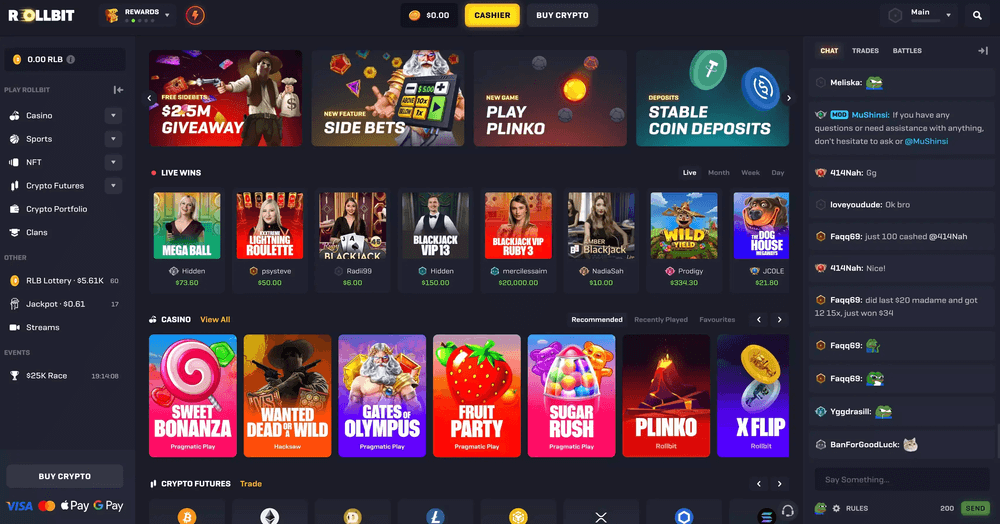 ROLLBIT
REWARDS
$0.00
CASHIER
BUY CRYPTO
Main
0.00 RLB
PLAY ROLLBIT
Casino
Sports
NFT
Crypto Futures
Crypto Portfolio
Clans
OTHER
RLB Lottery · $5.61K 60
Jackpot · $0.61 17
Streams
EVENTS
$25K Race 19:14:08
BUY CRYPTO
VISA Pay G Pay
FREE SIDEBETS
$2.5M
GIVEAWAY
NEW FEATURE
SIDE BETS
$5.00
ABOVE
10x
BELOW
1x
NEW GAME
PLAY
PLINKO
DEPOSITS
STABLE
COIN DEPOSITS
LIVE WINS
Live Month Week Day
MEGA BALL
Hidden
$73.60
XXXTREME
LIGHTNING
ROULETTE
psysteve
$50.00
A
BLACKJACK
Radii99
$6.00
BLACKJACK
VIP 13
Hidden
$150.00
BLACKJACK VIP
RUBY 3
mercilessaim
$20,000.00
Blackjack
NadiaSah
$10.00
WILD
YIELD
Prodigy
$334.30
THE
DOG
HOUSE
MEGAWAYS
JCOLE
$21.80
CASINO View All
Recommended Recently Played Favourites
SWEET
BONANZA
Pragmatic Play
WANTED
DEAD OR A WILD
Hacksaw
GATES OF
OLYMPUS
Pragmatic Play
FRUIT
PARTY
Pragmatic Play
SUGAR
RUSH
Pragmatic Play
PLINKO
Rollbit
X FLIP
Rollbit
CRYPTO FUTURES Trade
CHAT TRADES BATTLES
Meliska:
MOD MuShinsi: If you have any
questions or need assistance with anything,
don't hesitate to ask or @MuShinsi
414Nah: Gg
loveyoudude: Ok bro
Faqq69: just 100 cashed @414Nah
414Nah: Nice!
Faqq69: did last $20 madame and got
12 15x, just won $34
Faqq69:
Faqq69:
Yggdrasill:
BanForGoodLuck:
Say Something...
RULES 200 SEND